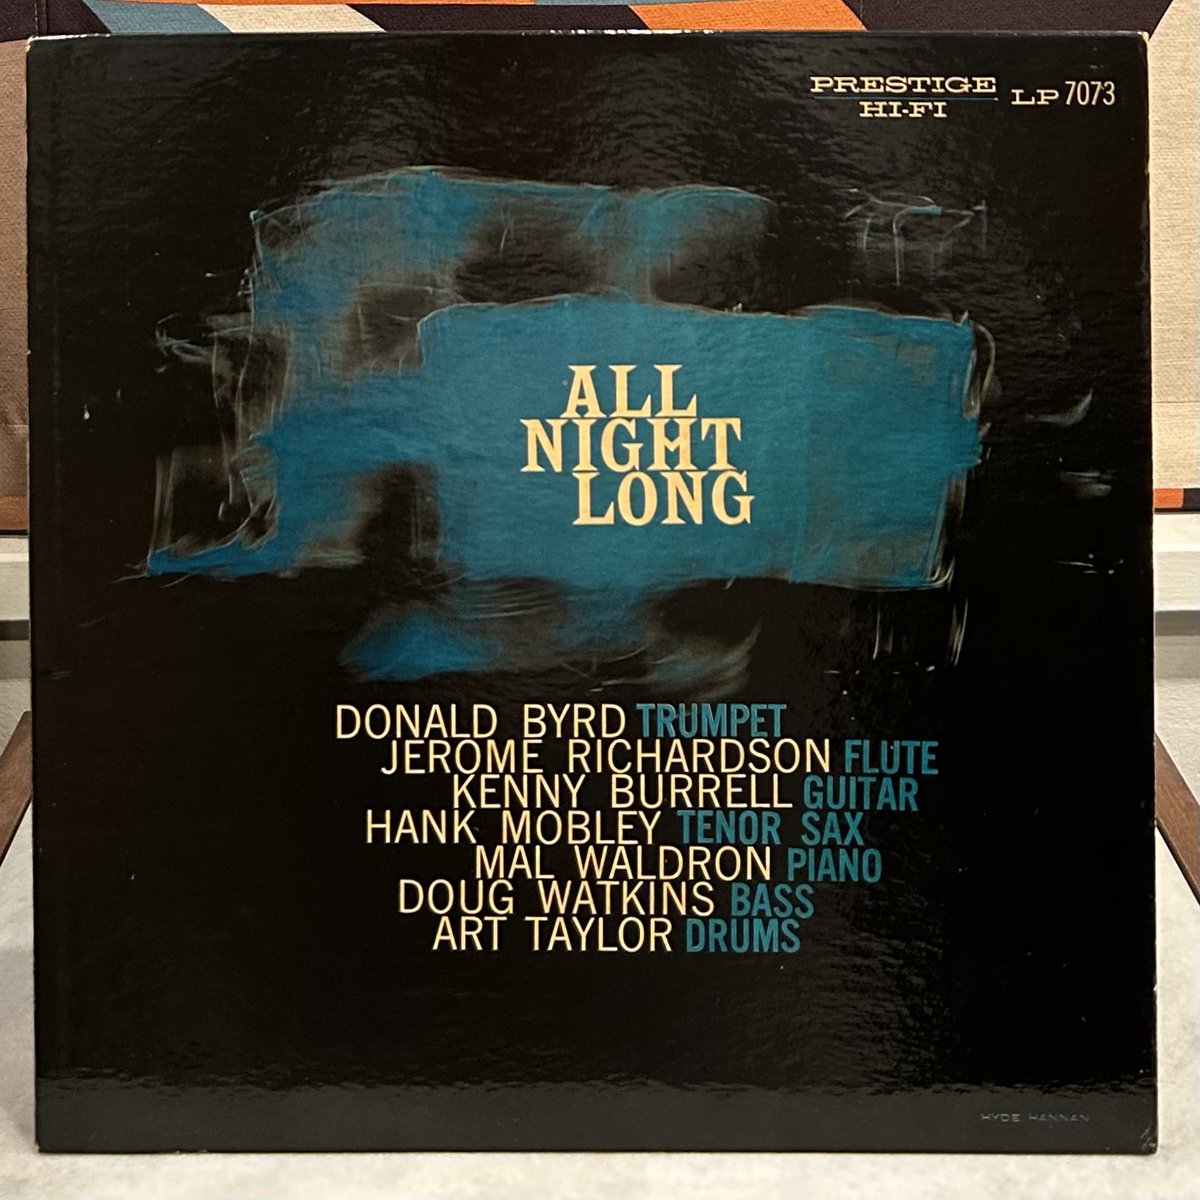 PRESTIGE
HI-FI
LP 7073
ALL
NIGHT
LONG
DONALD BYRD TRUMPET
JEROME RICHARDSON FLUTE
KENNY BURRELL GUITAR
HANK MOBLEY TENOR SAX
MAL WALDRON PIANO
DOUG WATKINS BASS
ART TAYLOR DRUMS
HYDE HANNAN